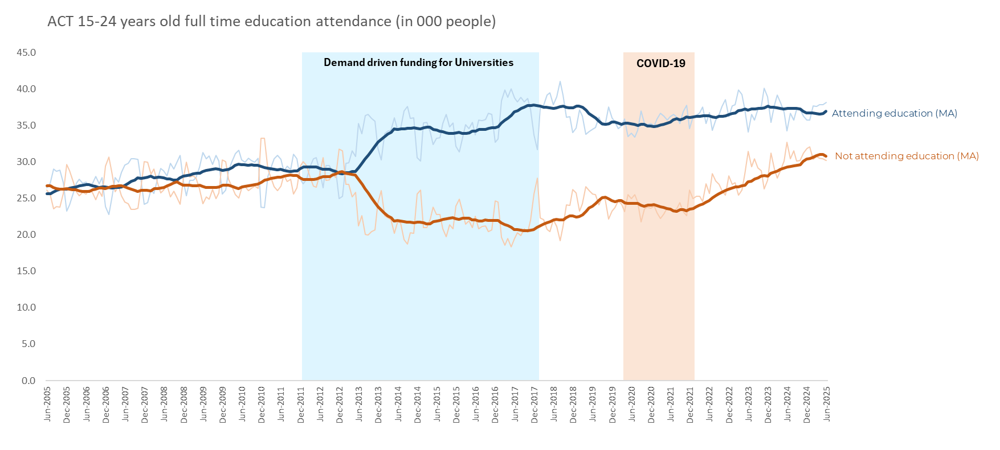 ACT 15-24 years old full time education attendance (in 000 people)
45.0
40.0
35.0
30.0
25.0
20.0
15.0
10.0
5.0
0.0
Demand driven funding for Universities
COVID-19
Attending education (MA)
Not attending education (MA)
Jun-2005
Dec-2005
Jun-2006
Dec-2006
Jun-2007
Dec-2007
Jun-2008
Dec-2008
Jun-2009
Dec-2009
Jun-2010
Dec-2010
Jun-2011
Dec-2011
Jun-2012
Dec-2012
Jun-2013
Dec-2013
Jun-2014
Dec-2014
Jun-2015
Dec-2015
Jun-2016
Dec-2016
Jun-2017
Dec-2017
Jun-2018
Dec-2018
Jun-2019
Dec-2019
Jun-2020
Dec-2020
Jun-2021
Dec-2021
Jun-2022
Dec-2022
Jun-2023
Dec-2023
Jun-2024
Dec-2024
Jun-2025